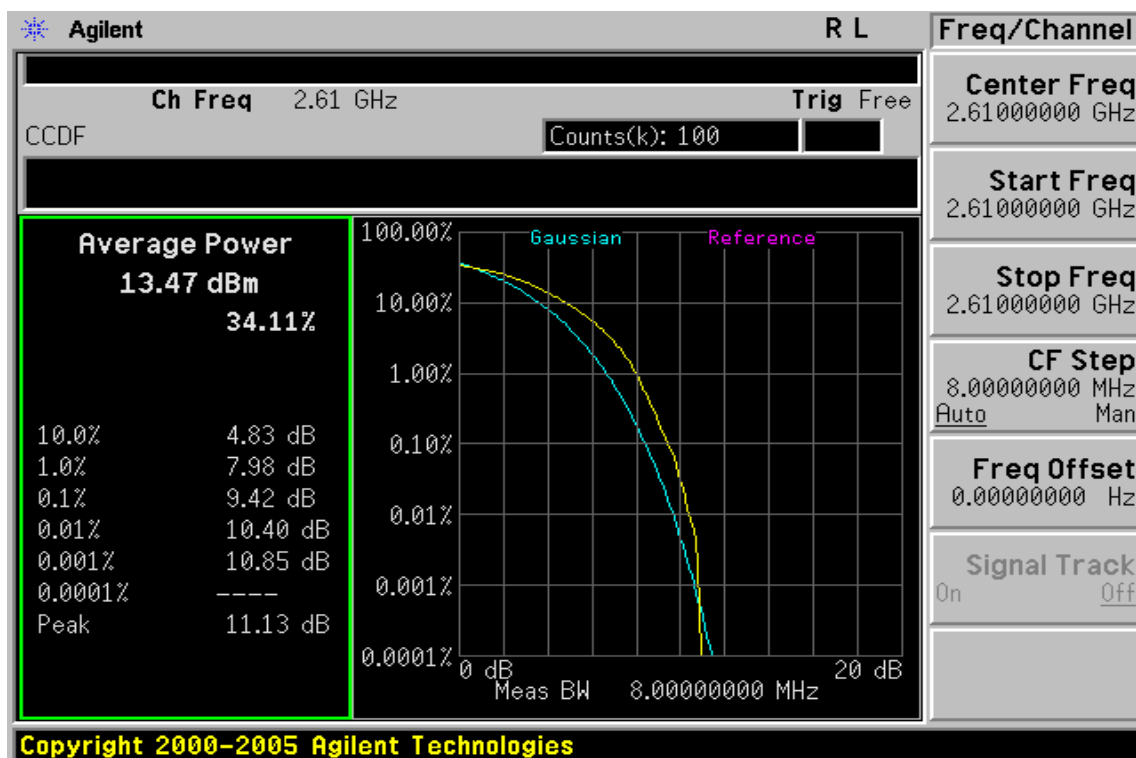 Agilent R L
Ch Freq 2.61 GHz Trig Free
CCDF Counts(k): 100
Average Power
13.47 dBm
34.11%
10.0% 4.83 dB
1.0% 7.98 dB
0.1% 9.42 dB
0.01% 10.40 dB
0.001% 10.85 dB
0.0001% ----
Peak 11.13 dB
Gaussian Reference
100.00%
10.00%
1.00%
0.10%
0.01%
0.001%
0.0001%
0 dB 20 dB
Meas BW 8.00000000 MHz
Freq/Channel
Center Freq
2.61000000 GHz
Start Freq
2.61000000 GHz
Stop Freq
2.61000000 GHz
CF Step
8.00000000 MHz
Auto Man
Freq Offset
0.00000000 Hz
Signal Track
On Off
Copyright 2000-2005 Agilent Technologies